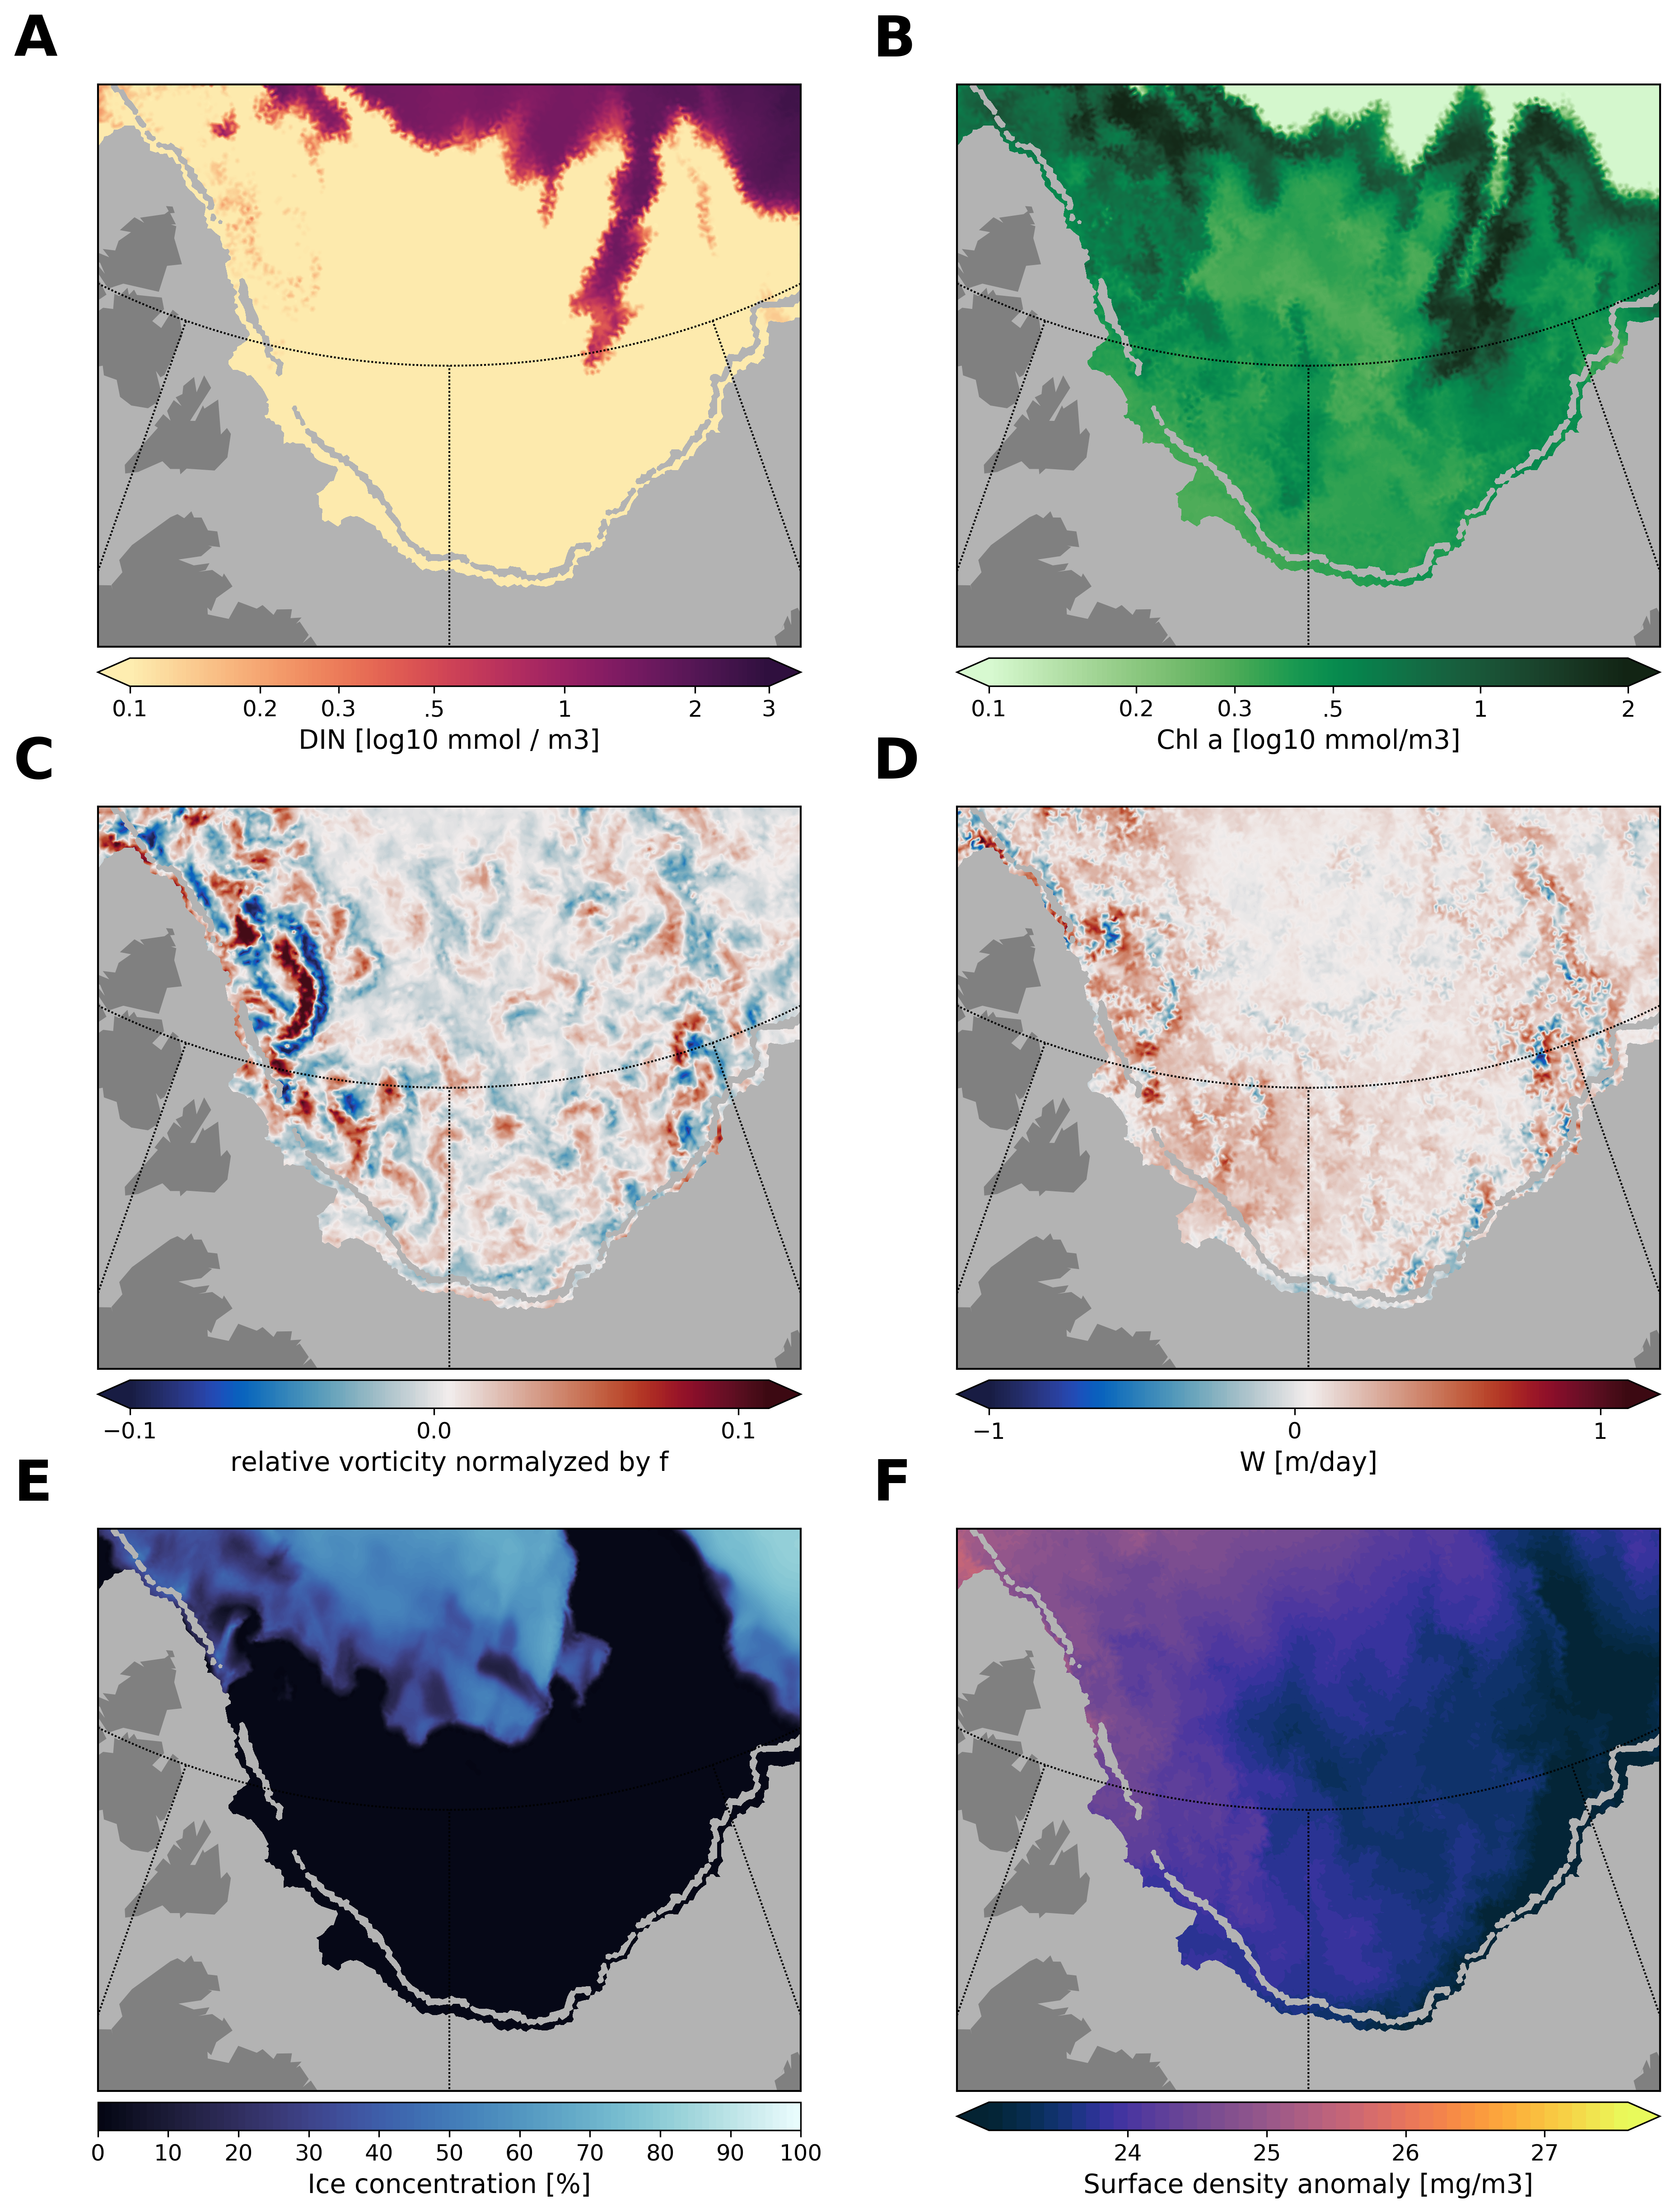 A
B
0.1 0.2 0.3 .5 1 2 3
DIN [log10 mmol / m3]
0.1 0.2 0.3 .5 1 2
Chl a [log10 mmol/m3]
C
D
−0.1 0.0 0.1
relative vorticity normalyzed by f
−1 0 1
W [m/day]
E
F
0 10 20 30 40 50 60 70 80 90 100
Ice concentration [%]
24 25 26 27
Surface density anomaly [mg/m3]